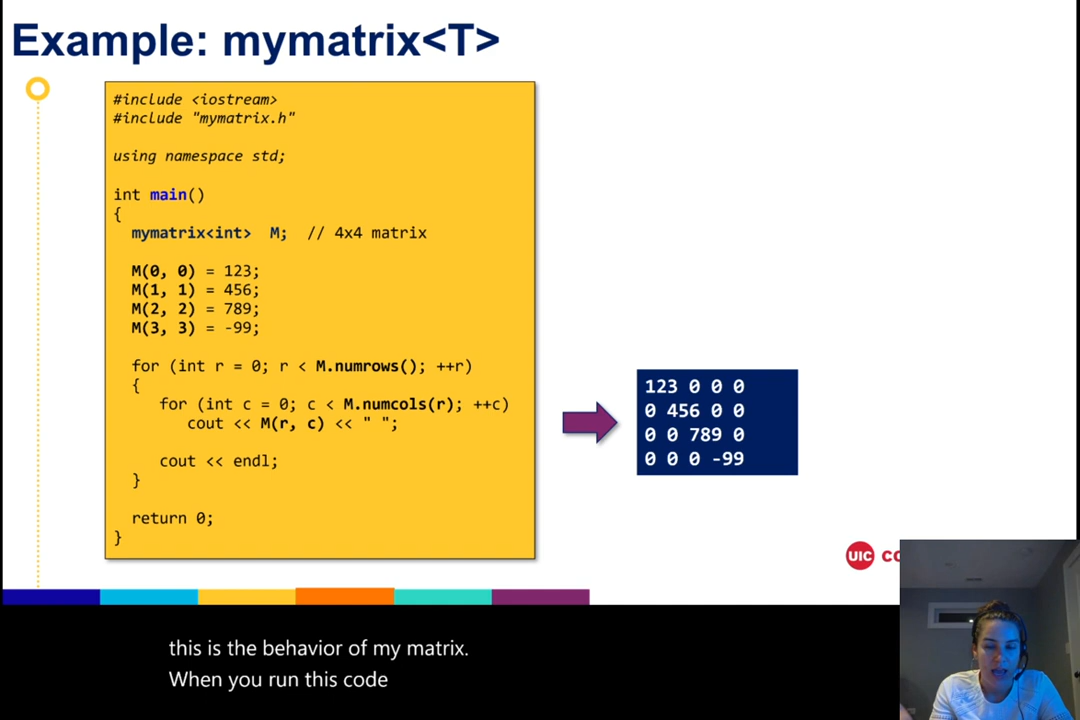 Example: mymatrix<T>
#include <iostream>
#include "mymatrix.h"
using namespace std;
int main()
{
mymatrix<int> M; // 4x4 matrix
M(0, 0) = 123;
M(1, 1) = 456;
M(2, 2) = 789;
M(3, 3) = -99;
for (int r = 0; r < M.numrows(); ++r)
{
for (int c = 0; c < M.numcols(r); ++c)
cout << M(r, c) << " ";
cout << endl;
}
return 0;
}
123 0 0 0
0 456 0 0
0 0 789 0
0 0 0 -99
UIC
this is the behavior of my matrix.
When you run this code